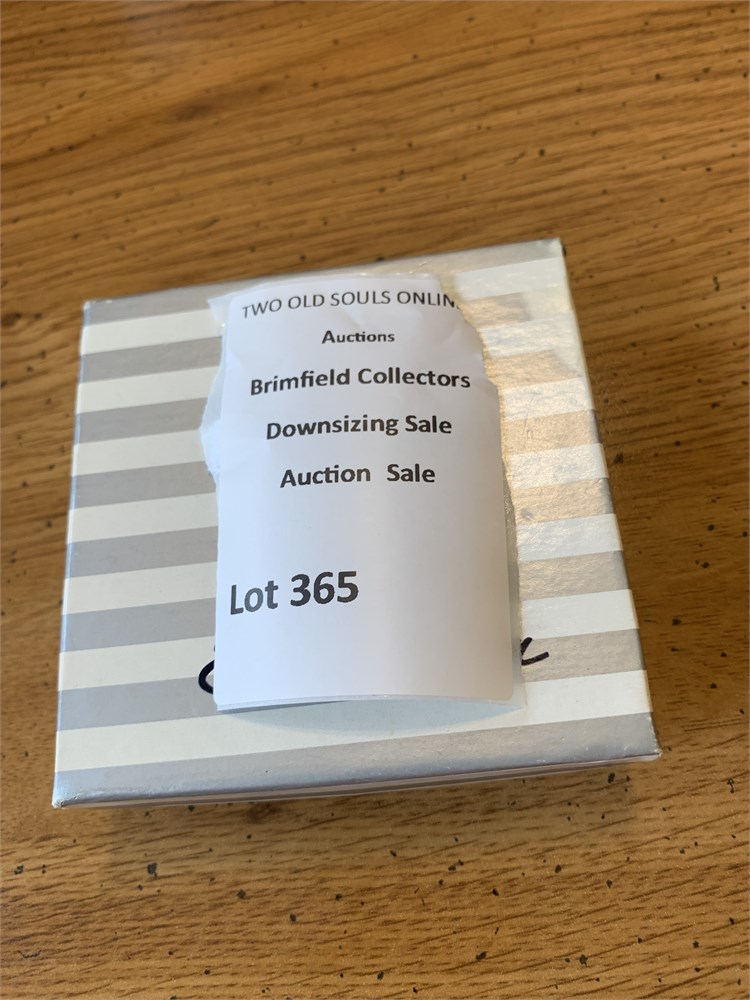 TWO OLD SOULS ONLIN
Auctions
Brimfield Collectors
Downsizing Sale
Auction Sale
Lot 365